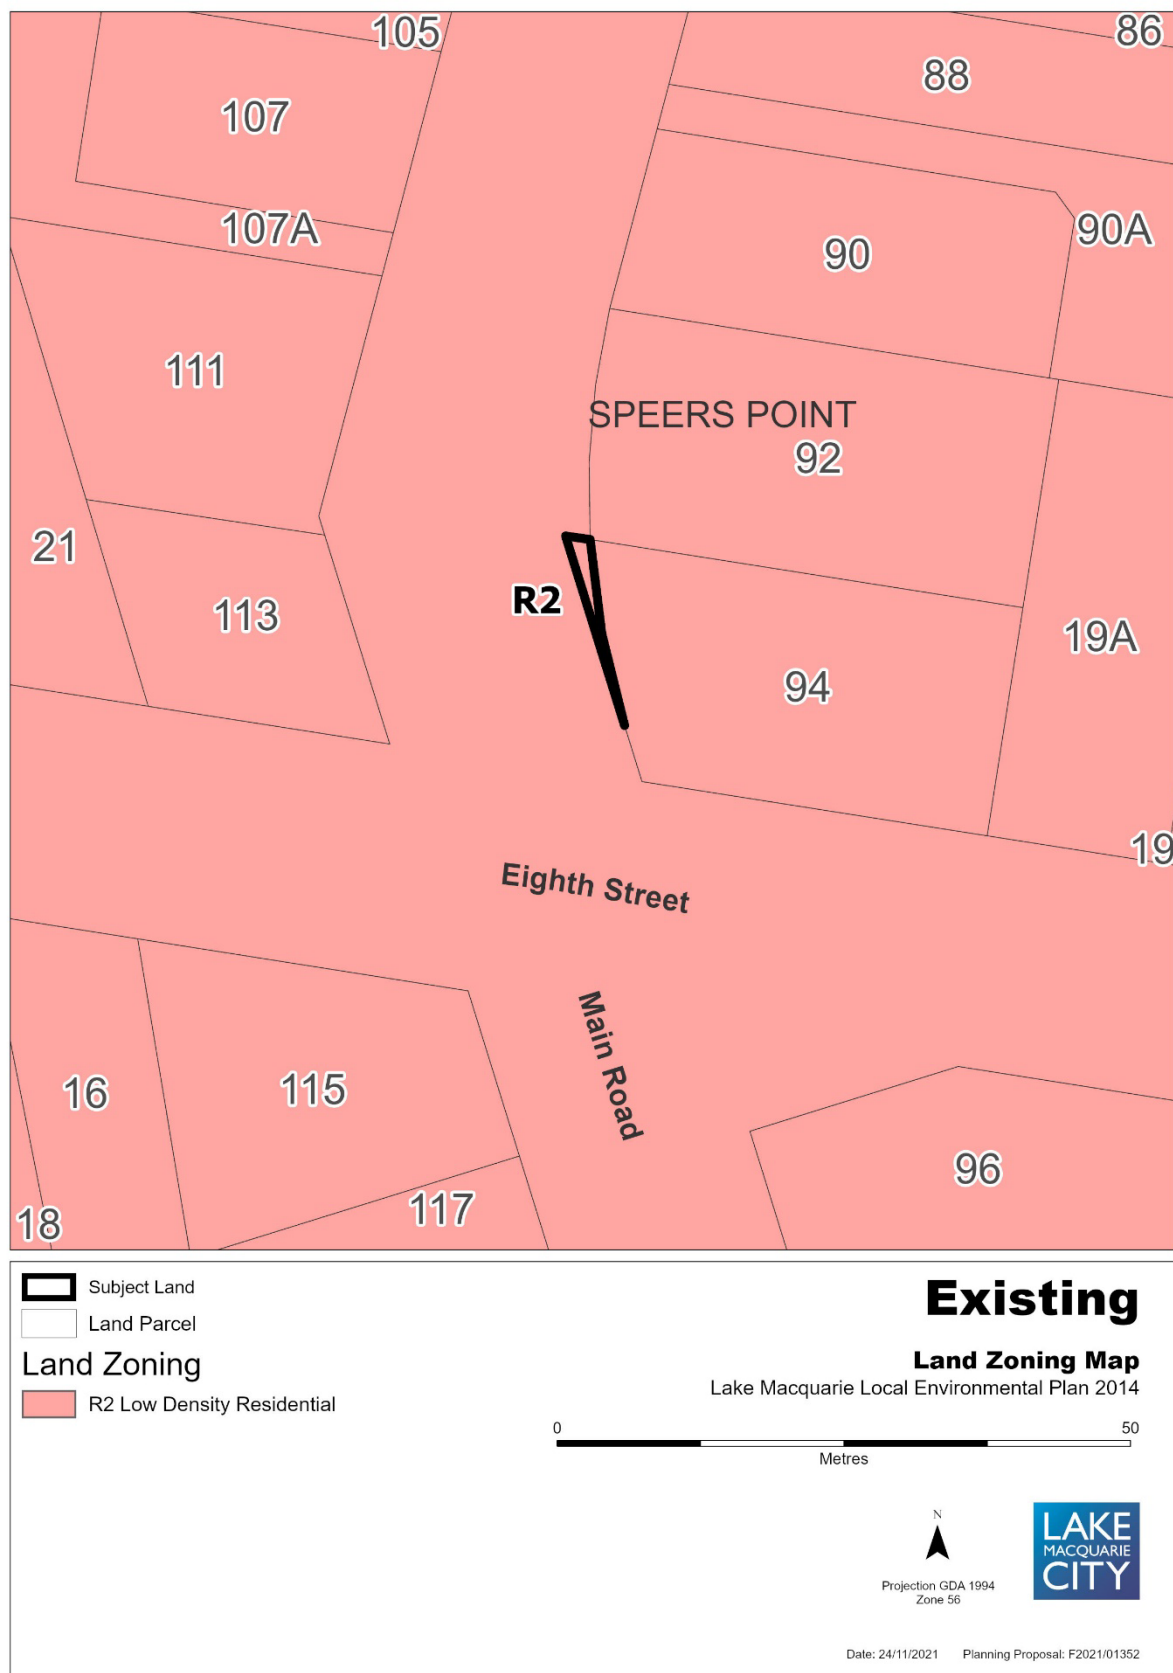 105
86
88
107
107A
90A
90
111
SPEERS POINT
92
21
R2
113
19A
94
19
Eighth Street
Main Road
16
115
96
117
18
Subject Land
Land Parcel
Land Zoning
R2 Low Density Residential
Existing
Land Zoning Map
Lake Macquarie Local Environmental Plan 2014
0 50
Metres
N
Projection GDA 1994
Zone 56
LAKE
MACQUARIE
CITY
Date: 24/11/2021 Planning Proposal: F2021/01352